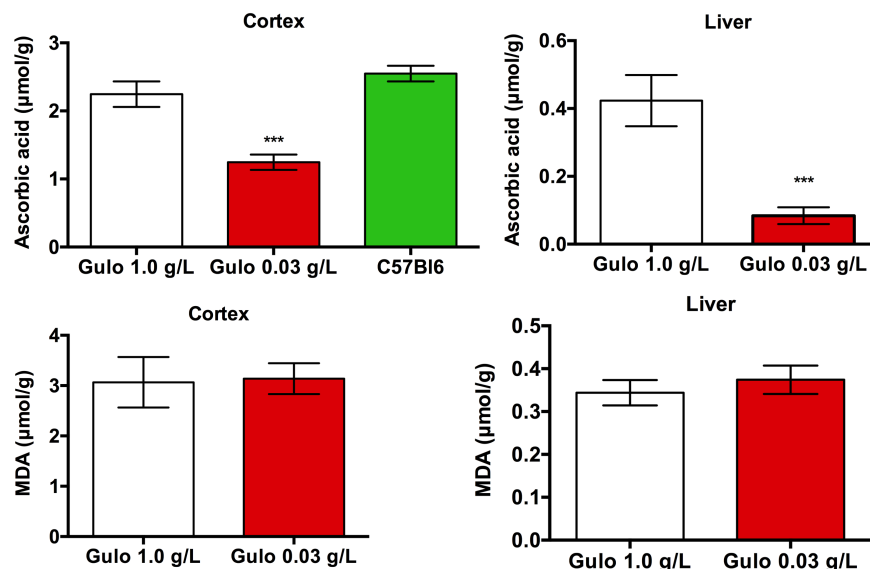 Cortex
Ascorbic acid (µmol/g)
3
2
1
0
***
Gulo 1.0 g/L Gulo 0.03 g/L C57Bl6
Liver
Ascorbic acid (µmol/g)
0.6
0.4
0.2
0.0
***
Gulo 1.0 g/L Gulo 0.03 g/L
Cortex
MDA (µmol/g)
4
3
2
1
0
Gulo 1.0 g/L Gulo 0.03 g/L
Liver
MDA (µmol/g)
0.5
0.4
0.3
0.2
0.1
0.0
Gulo 1.0 g/L Gulo 0.03 g/L